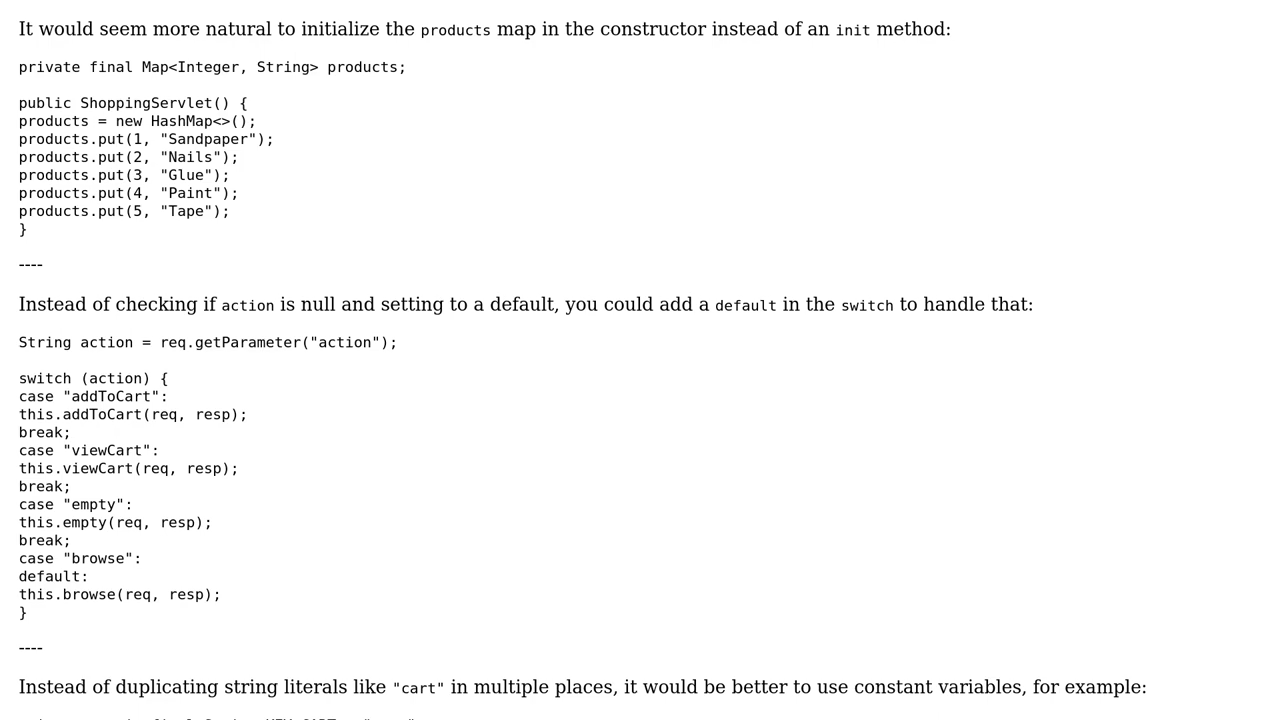 It would seem more natural to initialize the products map in the constructor instead of an init method:
private final Map<Integer, String> products;
public ShoppingServlet() {
products = new HashMap<>();
products.put(1, "Sandpaper");
products.put(2, "Nails");
products.put(3, "Glue");
products.put(4, "Paint");
products.put(5, "Tape");
}
----
Instead of checking if action is null and setting to a default, you could add a default in the switch to handle that:
String action = req.getParameter("action");
switch (action) {
case "addToCart":
this.addToCart(req, resp);
break;
case "viewCart":
this.viewCart(req, resp);
break;
case "empty":
this.empty(req, resp);
break;
case "browse":
default:
this.browse(req, resp);
}
----
Instead of duplicating string literals like "cart" in multiple places, it would be better to use constant variables, for example: